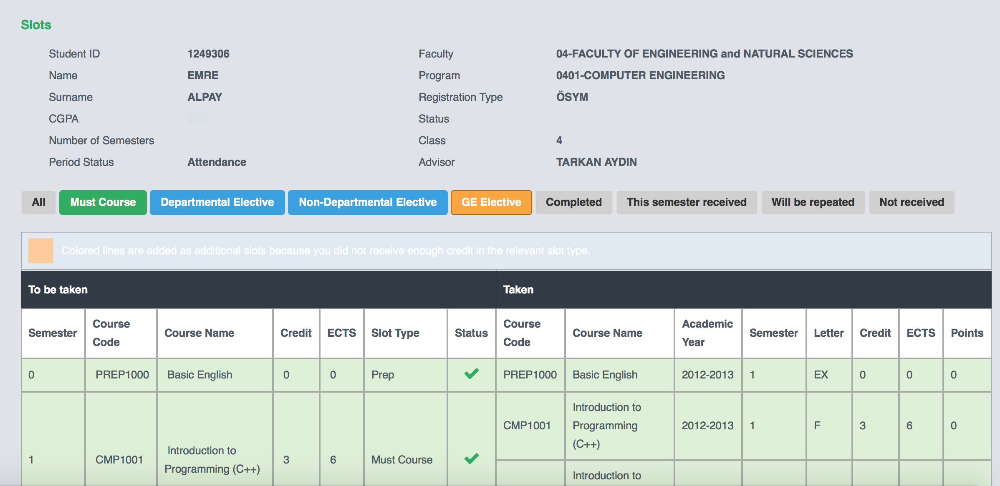 Slots
Student ID 1249306 Faculty 04-FACULTY OF ENGINEERING and NATURAL SCIENCES
Name EMRE Program 0401-COMPUTER ENGINEERING
Surname ALPAY Registration Type ÖSYM
CGPA Status
Number of Semesters Class 4
Period Status Attendance Advisor TARKAN AYDIN
All Must Course Departmental Elective Non-Departmental Elective GE Elective Completed This semester received Will be repeated Not received
Colored lines are added as additional slots because you did not receive enough credit in the relevant slot type.
To be taken Taken
Semester Course Code Course Name Credit ECTS Slot Type Status Course Code Course Name Academic Year Semester Letter Credit ECTS Points
0 PREP1000 Basic English 0 0 Prep PREP1000 Basic English 2012-2013 1 EX 0 0 0
1 CMP1001 Introduction to Programming (C++) 3 6 Must Course CMP1001 Introduction to Programming (C++) 2012-2013 1 F 3 6 0
Introduction to